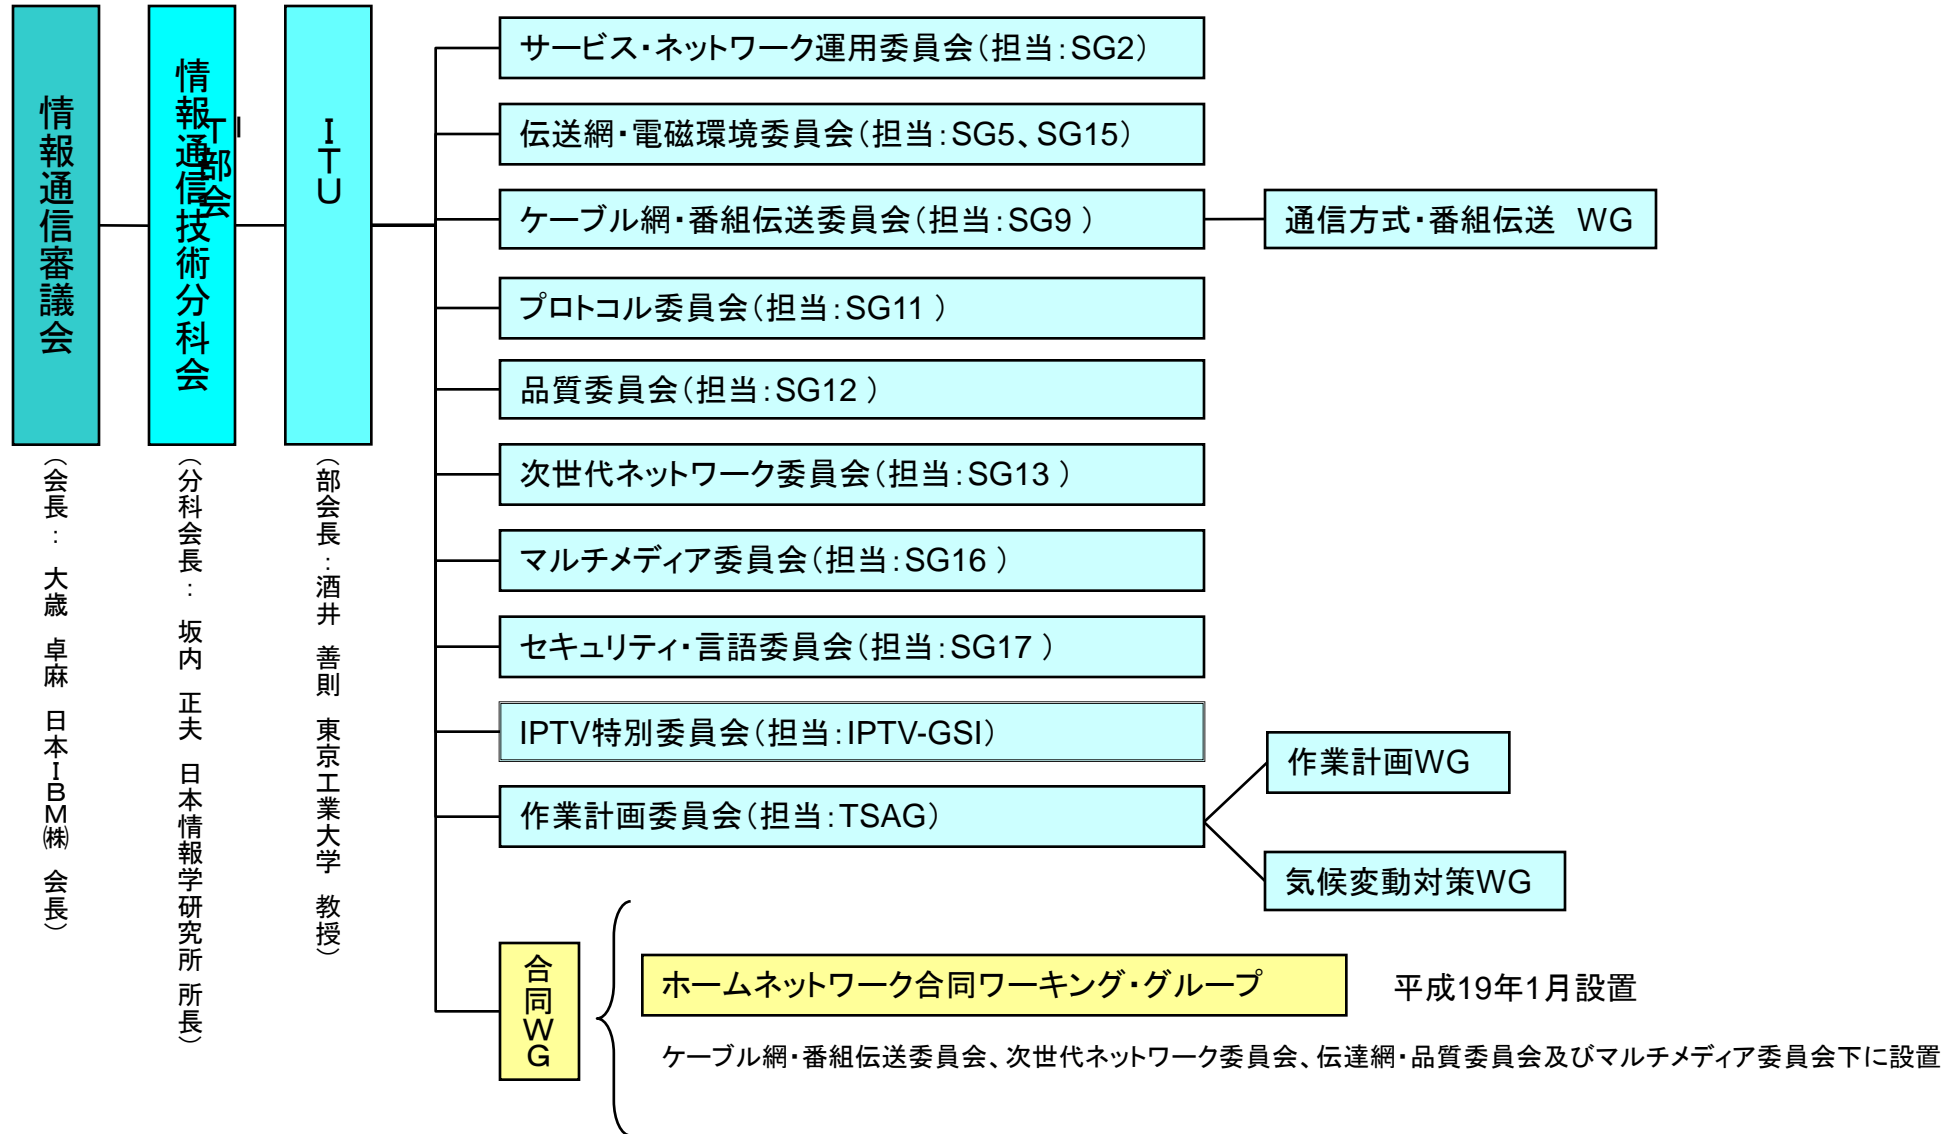 情報通信審議会
(会長: 大歳 卓麻 日本IBM㈱ 会長)
情報通信技術分科会
(分科会長: 坂内 正夫 日本情報学研究所 所長)
ITU
-T部会
(部会長:酒井 善則 東京工業大学 教授)
サービス・ネットワーク運用委員会(担当:SG2)
伝送網・電磁環境委員会(担当:SG5、SG15)
ケーブル網・番組伝送委員会(担当:SG9 )
通信方式・番組伝送 WG
プロトコル委員会(担当:SG11 )
品質委員会(担当:SG12 )
次世代ネットワーク委員会(担当:SG13 )
マルチメディア委員会(担当:SG16 )
セキュリティ・言語委員会(担当:SG17 )
IPTV特別委員会(担当:IPTV-GSI)
作業計画委員会(担当:TSAG)
作業計画WG
気候変動対策WG
合同WG
ホームネットワーク合同ワーキング・グループ
平成19年1月設置
ケーブル網・番組伝送委員会、次世代ネットワーク委員会、伝達網・品質委員会及びマルチメディア委員会下に設置